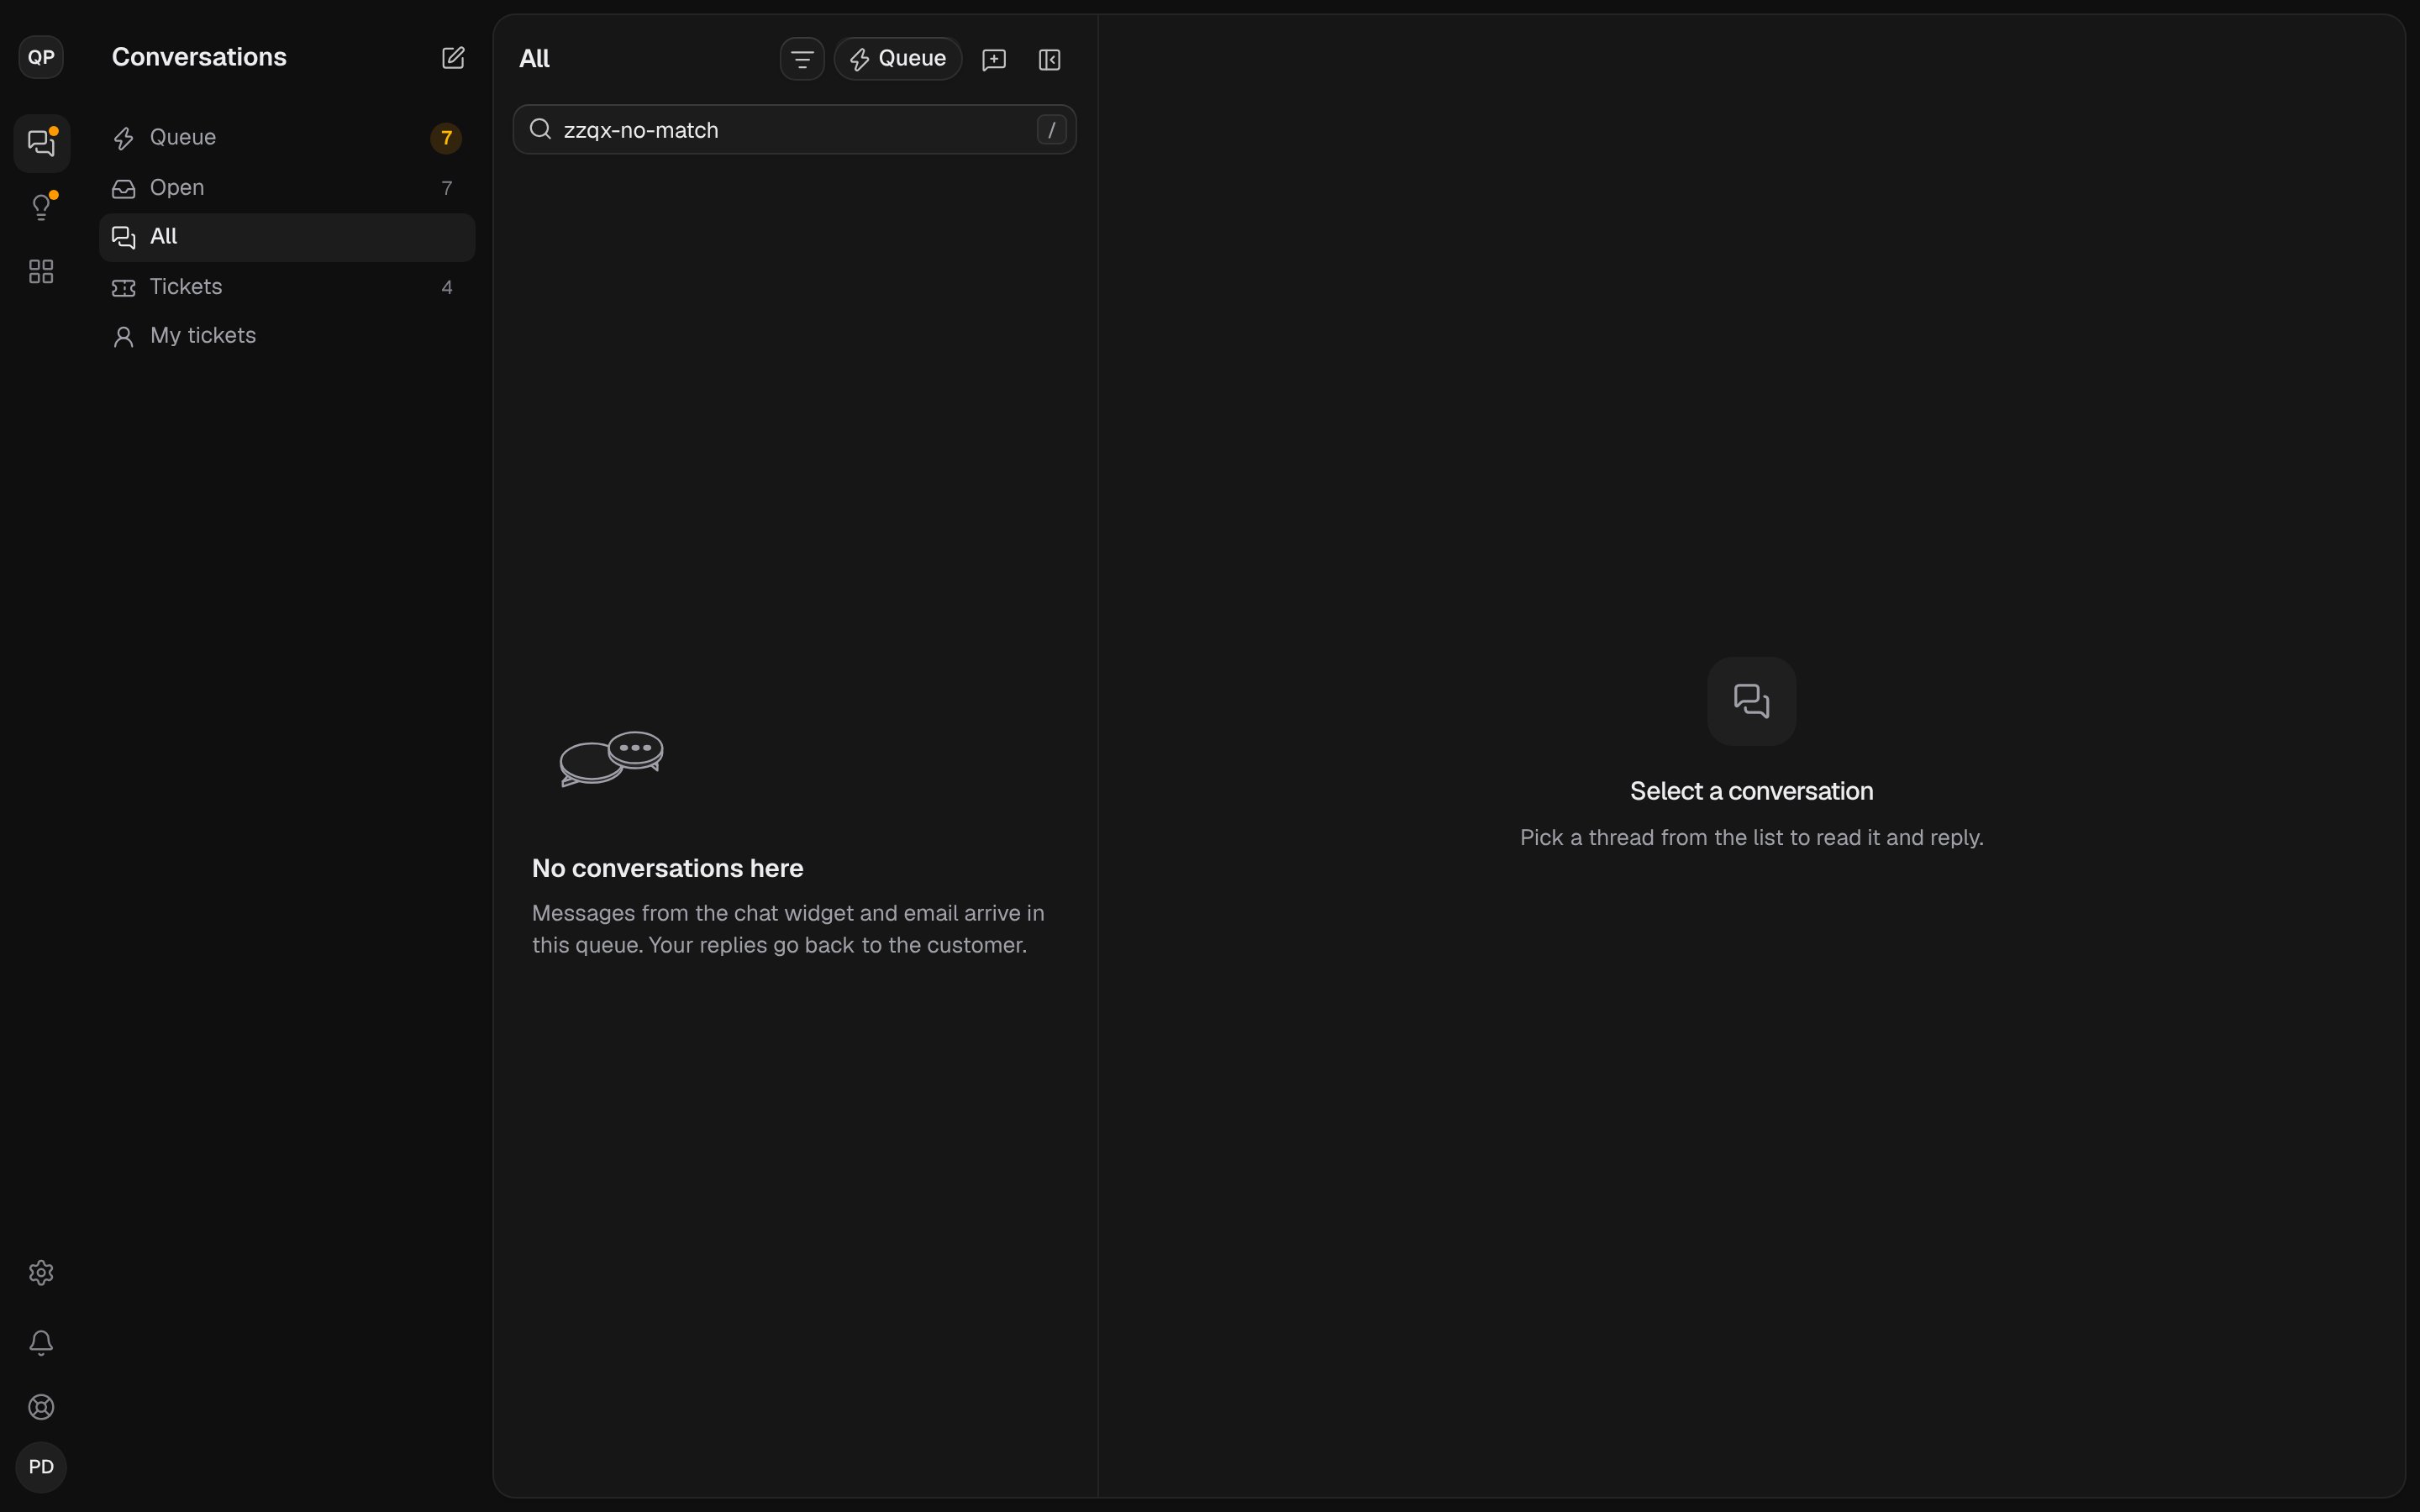 QP
Conversations
Queue 7
Open 7
All
Tickets 4
My tickets
PD
All
Queue
zzqx-no-match /
No conversations here
Messages from the chat widget and email arrive in
this queue. Your replies go back to the customer.
Select a conversation
Pick a thread from the list to read it and reply.